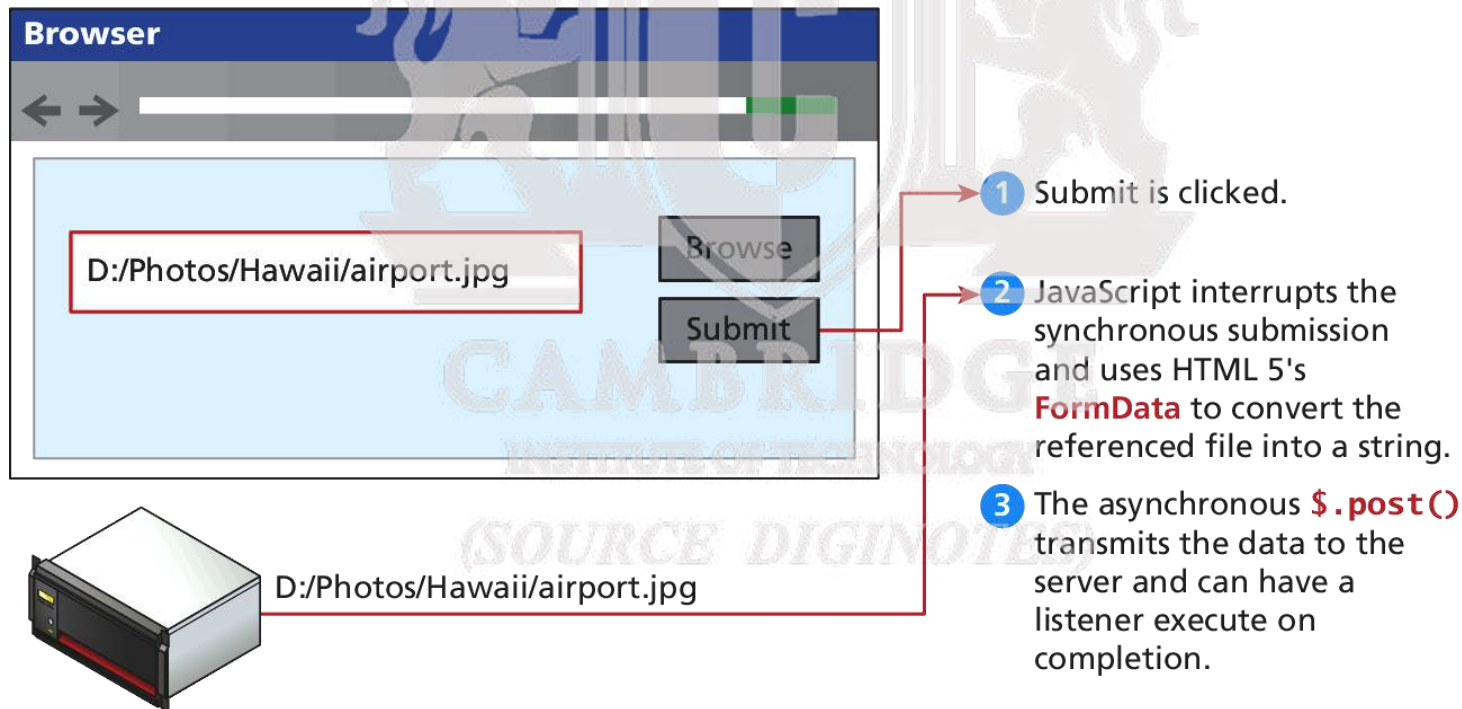 Browser
D:/Photos/Hawaii/airport.jpg
Browse
Submit
1 Submit is clicked.
2 JavaScript interrupts the
synchronous submission
and uses HTML 5's
FormData to convert the
referenced file into a string.
3 The asynchronous $.post()
transmits the data to the
server and can have a
listener execute on
completion.
D:/Photos/Hawaii/airport.jpg
CAMBRIDGE
INSTITUTE OF TECHNOLOGY
(SOURCE DIGINOTES)